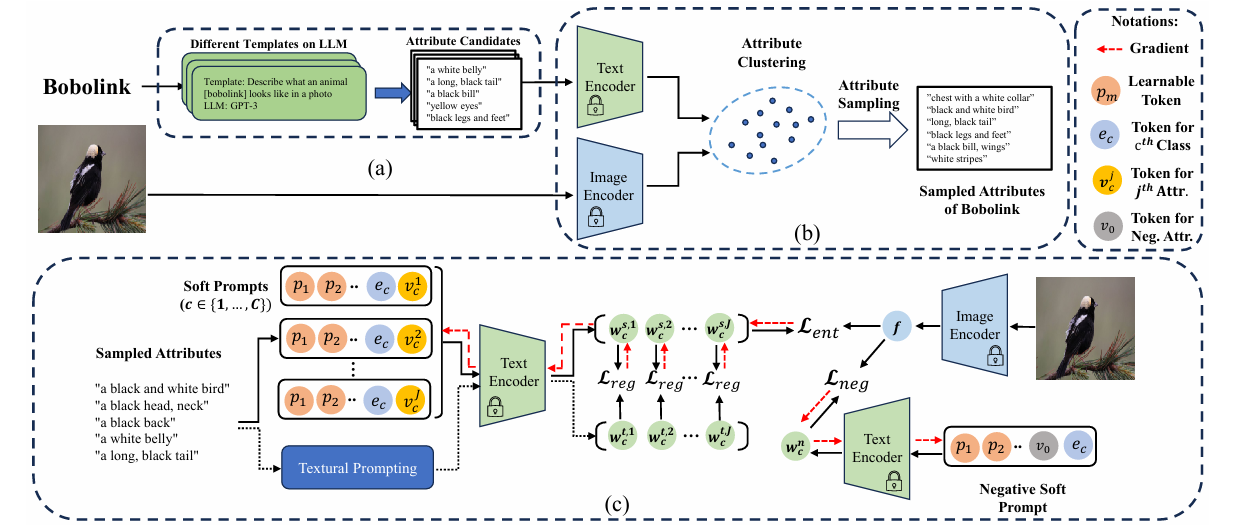 Bobolink
Different Templates on LLM
Template: Describe what an animal
[bobolink] looks like in a photo
LLM: GPT-3
Attribute Candidates
"a white belly"
"a long, black tail"
"a black bill"
"yellow eyes"
"black legs and feet"
(a)
Text
Encoder
Image
Encoder
Attribute
Clustering
Attribute
Sampling
"chest with a white collar"
"black and white bird"
"long, black tail"
"black legs and feet"
"a black bill, wings"
"white stripes"
Sampled Attributes
of Bobolink
(b)
Notations:
Gradient
p_m Learnable
Token
e_c Token for
c^th Class
v_c^j Token for
j^th Attr.
v_0 Token for
Neg. Attr.
Soft Prompts
(c ∈ {1, …, C})
p_1 p_2 ·· e_c v_c^1
p_1 p_2 ·· e_c v_c^2
⋮
p_1 p_2 ·· e_c v_c^J
Sampled Attributes
"a black and white bird"
"a black head, neck"
"a black back"
"a white belly"
"a long, black tail"
Textural Prompting
Text
Encoder
w_c^{s,1} w_c^{s,2} ··· w_c^{s,J}
ℒ_reg ℒ_reg ··· ℒ_reg
w_c^{t,1} w_c^{t,2} ··· w_c^{t,J}
ℒ_ent
f
Image
Encoder
ℒ_neg
w_c^n
Text
Encoder
p_1 p_2 ·· v_0 e_c
Negative Soft
Prompt
(c)